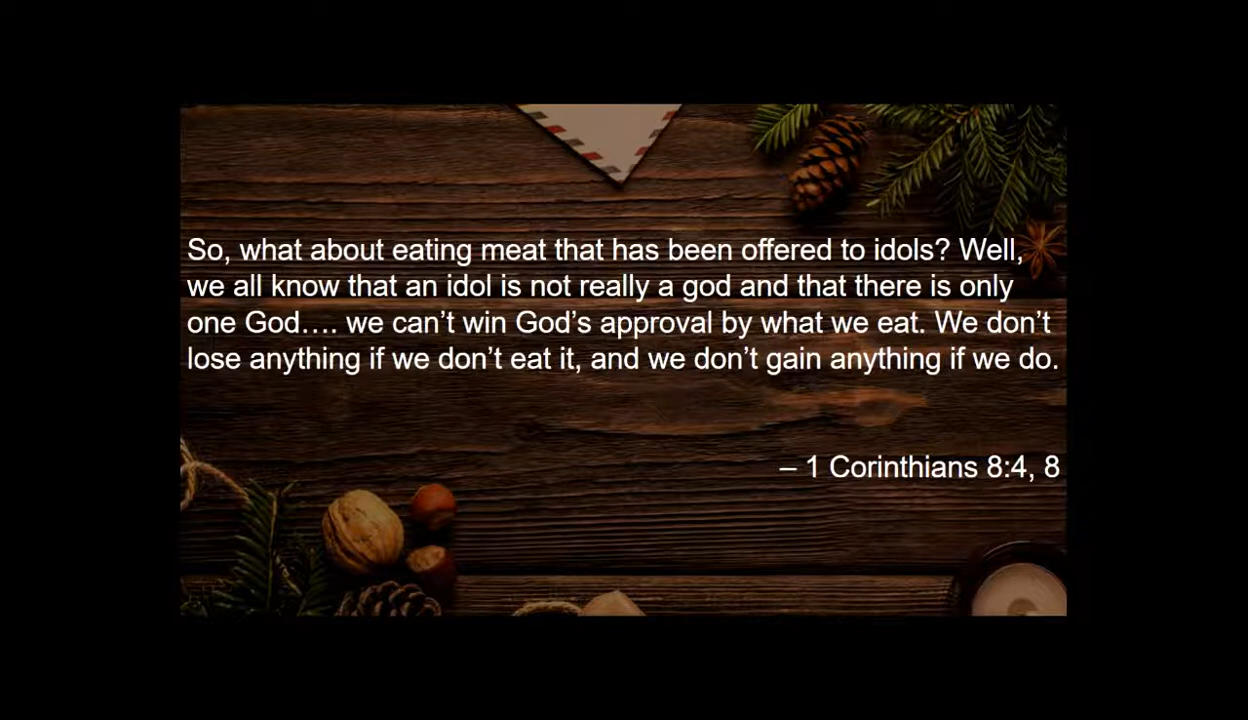 So, what about eating meat that has been offered to idols? Well,
we all know that an idol is not really a god and that there is only
one God…. we can’t win God’s approval by what we eat. We don’t
lose anything if we don’t eat it, and we don’t gain anything if we do.
– 1 Corinthians 8:4, 8